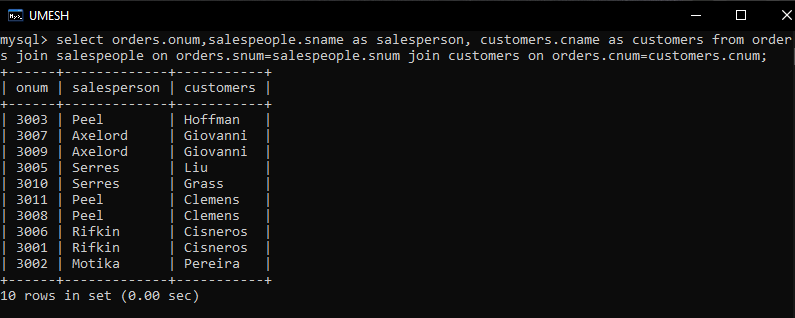 UMESH
mysql> select orders.onum,salespeople.sname as salesperson, customers.cname as customers from order
s join salespeople on orders.snum=salespeople.snum join customers on orders.cnum=customers.cnum;
+------+-------------+-----------+
| onum | salesperson | customers |
+------+-------------+-----------+
| 3003 | Peel        | Hoffman   |
| 3007 | Axelord     | Giovanni  |
| 3009 | Axelord     | Giovanni  |
| 3005 | Serres      | Liu       |
| 3010 | Serres      | Grass     |
| 3011 | Peel        | Clemens   |
| 3008 | Peel        | Clemens   |
| 3006 | Rifkin      | Cisneros  |
| 3001 | Rifkin      | Cisneros  |
| 3002 | Motika      | Pereira   |
+------+-------------+-----------+
10 rows in set (0.00 sec)